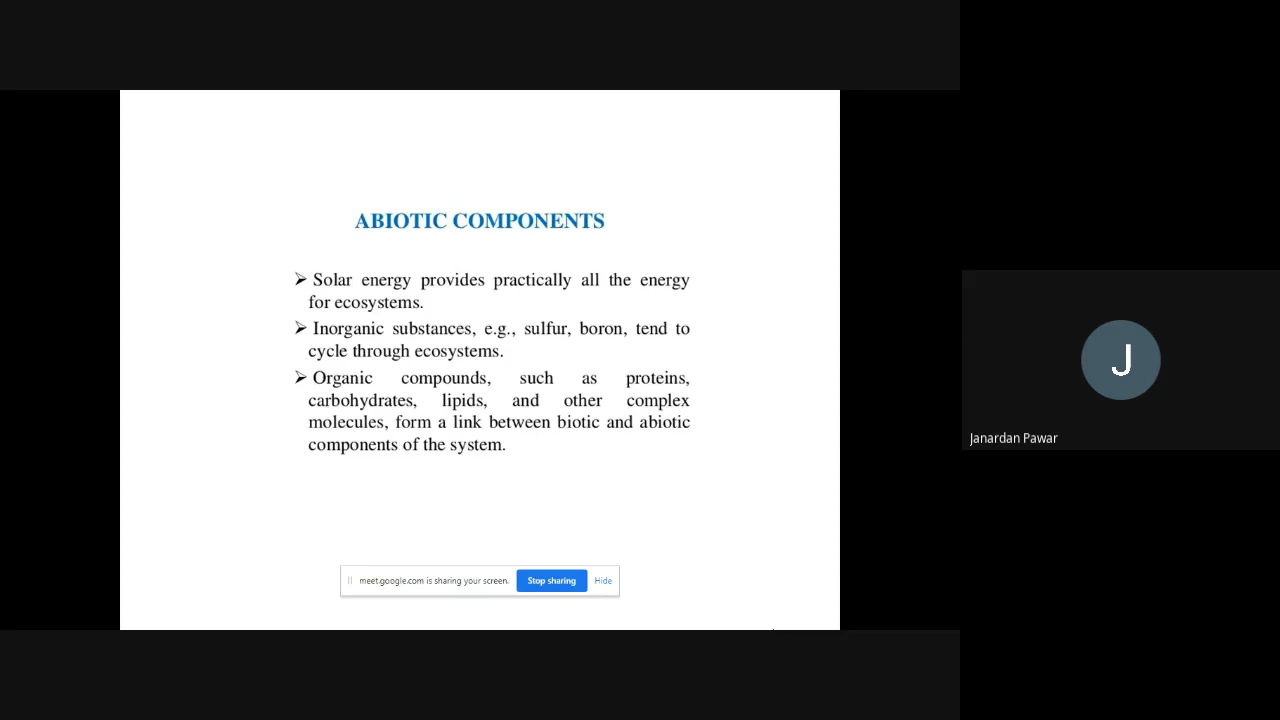 ABIOTIC COMPONENTS
➢ Solar energy provides practically all the energy
for ecosystems.
➢ Inorganic substances, e.g., sulfur, boron, tend to
cycle through ecosystems.
➢ Organic compounds, such as proteins,
carbohydrates, lipids, and other complex
molecules, form a link between biotic and abiotic
components of the system.
meet.google.com is sharing your screen. Stop sharing Hide
J
Janardan Pawar